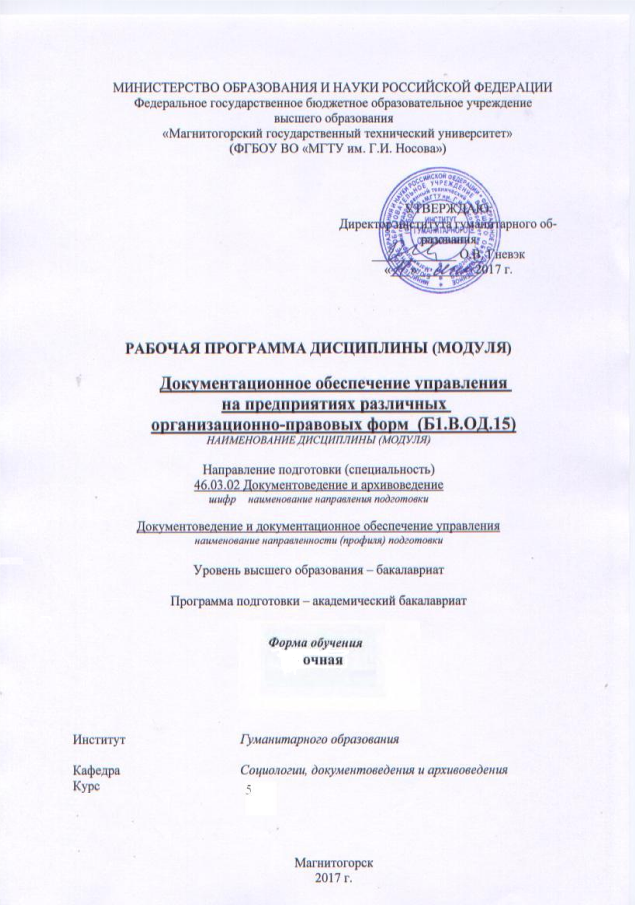 МИНИСТЕРСТВО ОБРАЗОВАНИЯ И НАУКИ РОССИЙСКОЙ ФЕДЕРАЦИИ
Федеральное государственное бюджетное образовательное учреждение
высшего образования
«Магнитогорский государственный технический университет»
(ФГБОУ ВО «МГТУ им. Г.И. Носова»)
УТВЕРЖДАЮ:
Директор института гуманитарного об-
разования
О.В. Гневэк
2017 г.
РАБОЧАЯ ПРОГРАММА ДИСЦИПЛИНЫ (МОДУЛЯ)
Документационное обеспечение управления
на предприятиях различных
организационно-правовых форм (Б1.В.ОД.15)
НАИМЕНОВАНИЕ ДИСЦИПЛИНЫ (МОДУЛЯ)
Направление подготовки (специальность)
46.03.02 Документоведение и архивоведение
шифр наименование направления подготовки
Документоведение и документационное обеспечение управления
наименование направленности (профиля) подготовки
Уровень высшего образования – бакалавриат
Программа подготовки – академический бакалавриат
Форма обучения
очная
Институт Гуманитарного образования
Кафедра Социологии, документоведения и архивоведения
Курс 5
Магнитогорск
2017 г.